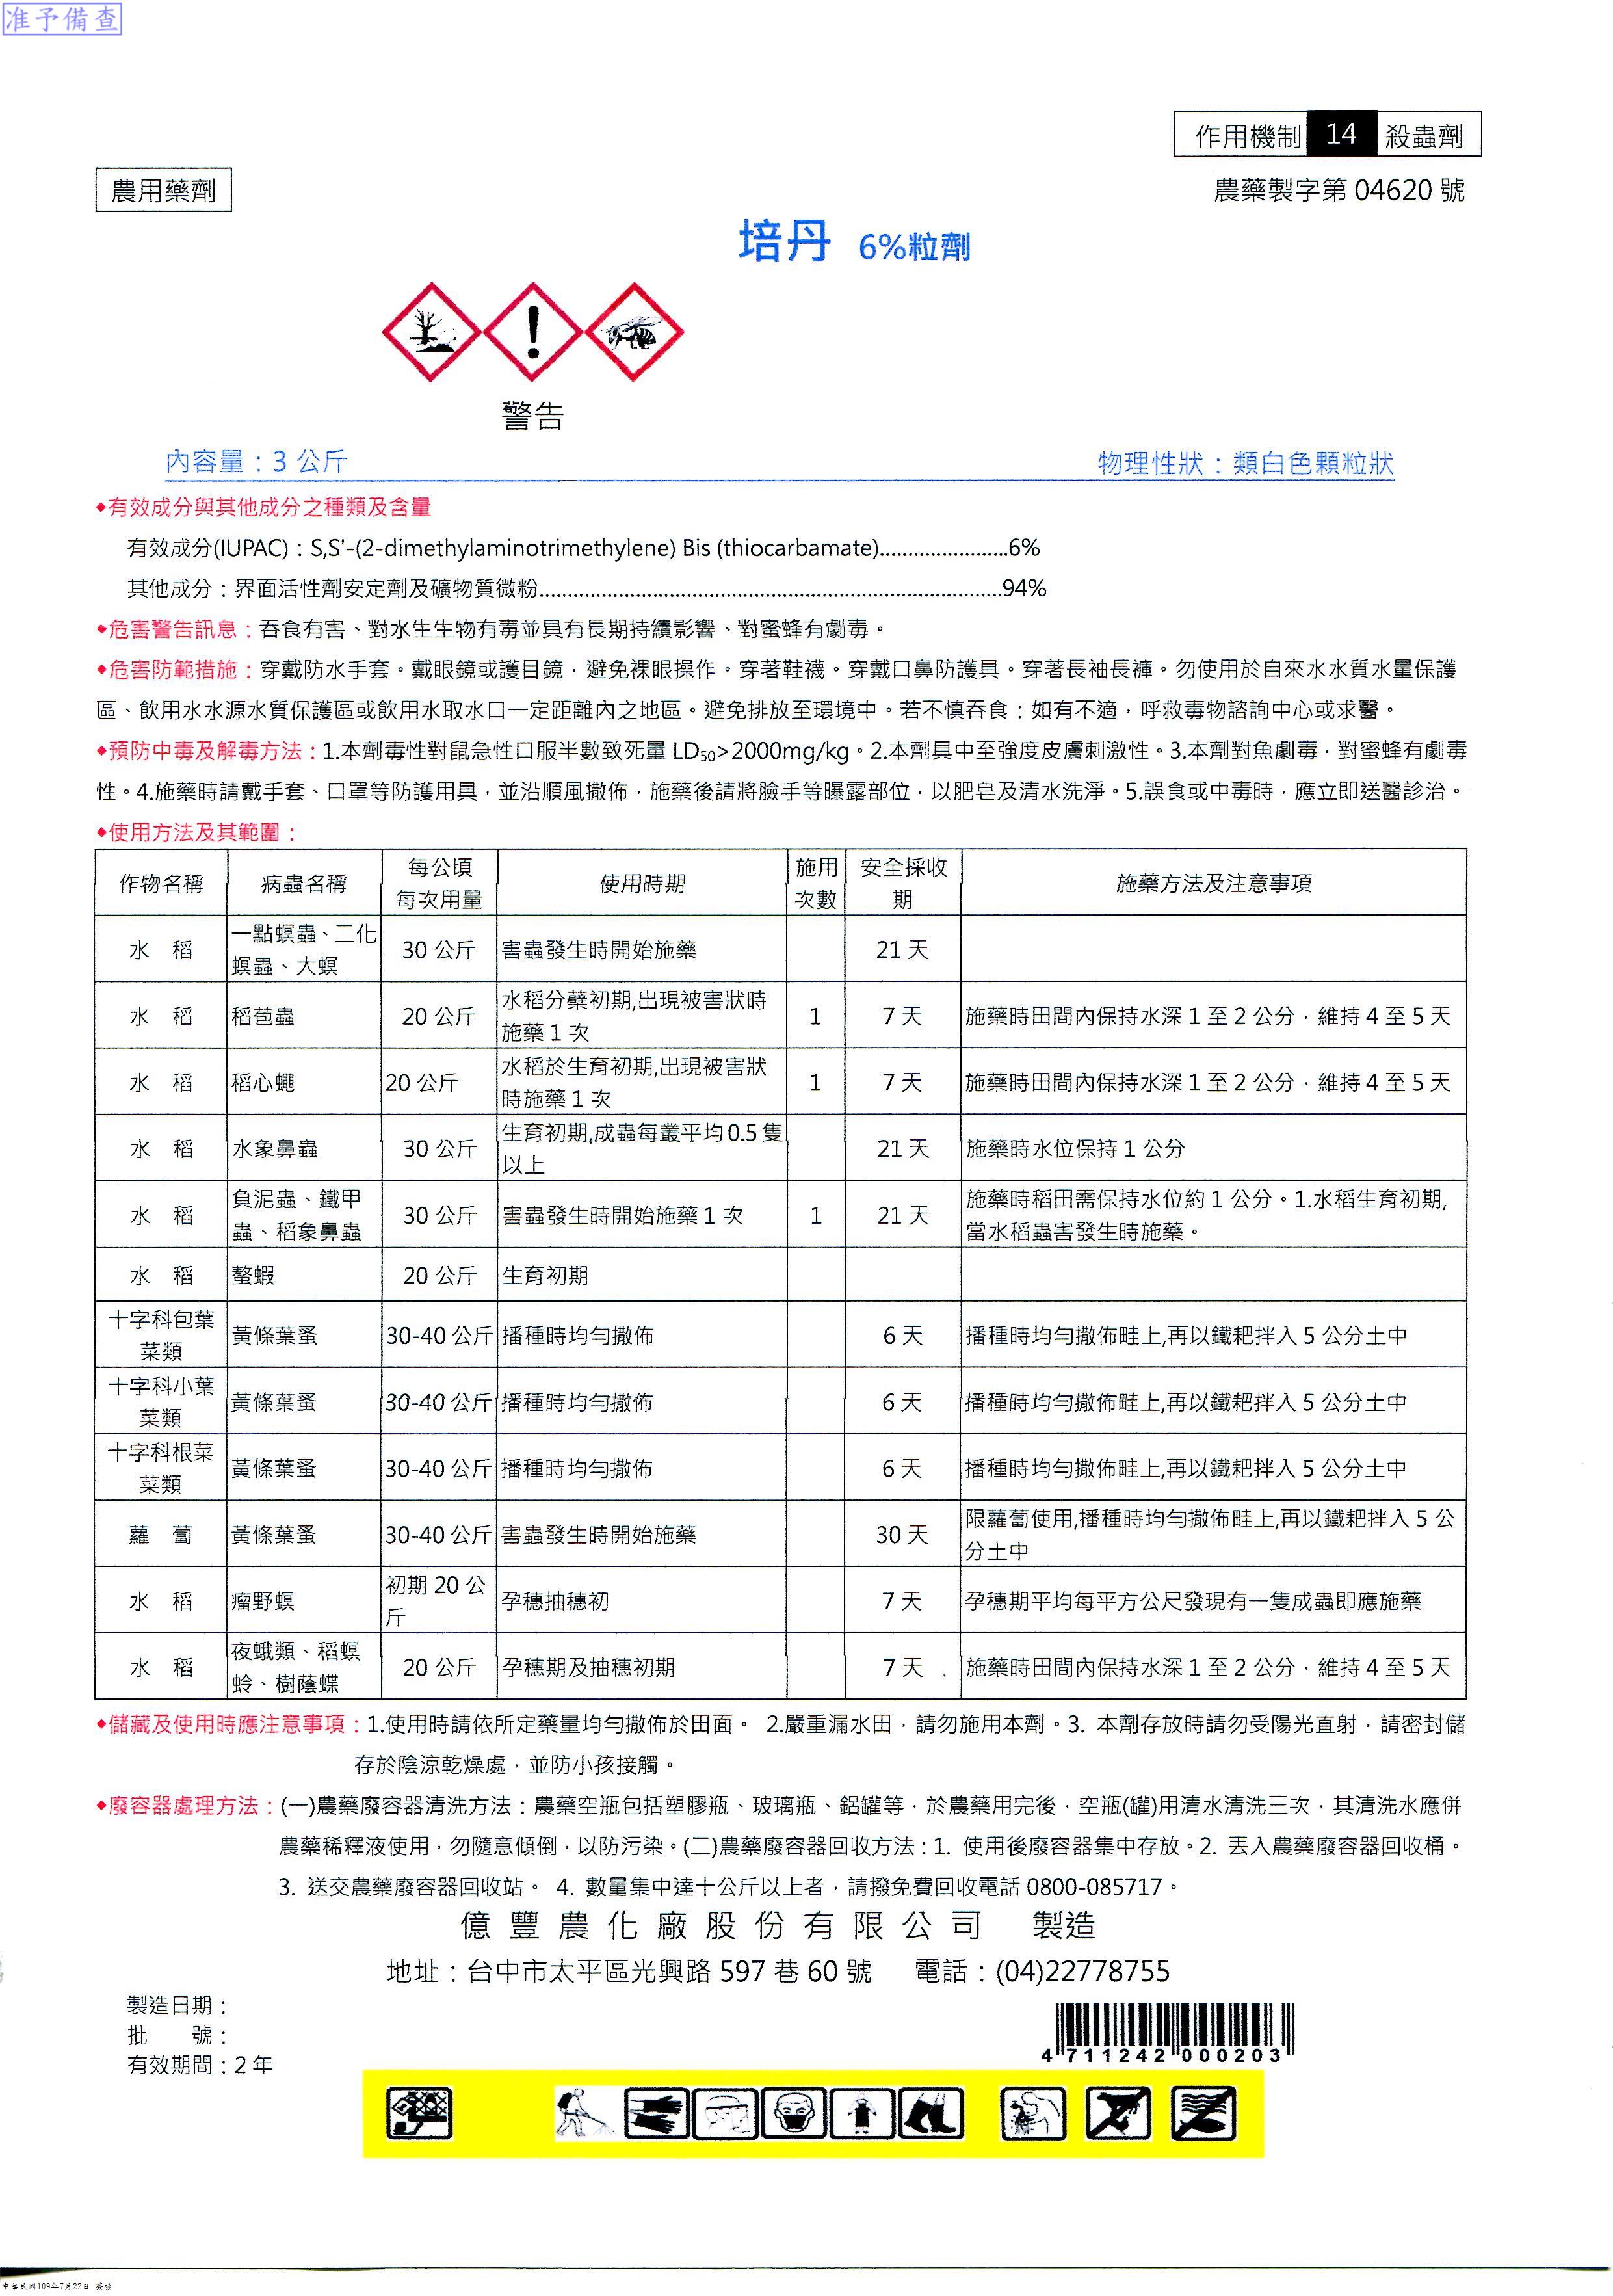 准予備查
作用機制 14 殺蟲劑
農用藥劑
農藥製字第 04620 號
培丹 6%粒劑
警告
內容量：3 公斤
物理性狀：類白色顆粒狀
◆有效成分與其他成分之種類及含量
有效成分(IUPAC)：S,S'-(2-dimethylaminotrimethylene) Bis (thiocarbamate)........................6%
其他成分：界面活性劑安定劑及礦物質微粉....................................................................................94%
◆危害警告訊息：吞食有害、對水生生物有毒並具有長期持續影響、對蜜蜂有劇毒。
◆危害防範措施：穿戴防水手套。戴眼鏡或護目鏡，避免裸眼操作。穿著鞋襪。穿戴口鼻防護具。穿著長袖長褲。勿使用於自來水水質水量保護
區、飲用水水源水質保護區或飲用水取水口一定距離內之地區。避免排放至環境中。若不慎吞食：如有不適，呼救毒物諮詢中心或求醫。
◆預防中毒及解毒方法：1.本劑毒性對鼠急性口服半數致死量 LD₅₀>2000mg/kg。2.本劑具中至強度皮膚刺激性。3.本劑對魚劇毒，對蜜蜂有劇毒
性。4.施藥時請戴手套、口罩等防護用具，並沿順風撒佈，施藥後請將臉手等曝露部位，以肥皂及清水洗淨。5.誤食或中毒時，應立即送醫診治。
◆使用方法及其範圍：
作物名稱 病蟲名稱 每公頃每次用量 使用時期 施用次數 安全採收期 施藥方法及注意事項
水 稻 一點螟蟲、二化螟蟲、大螟 30 公斤 害蟲發生時開始施藥 21 天
水 稻 稻苞蟲 20 公斤 水稻分蘖初期,出現被害狀時施藥 1 次 1 7 天 施藥時田間內保持水深 1 至 2 公分，維持 4 至 5 天
水 稻 稻心蠅 20 公斤 水稻於生育初期,出現被害狀時施藥 1 次 1 7 天 施藥時田間內保持水深 1 至 2 公分，維持 4 至 5 天
水 稻 水象鼻蟲 30 公斤 生育初期,成蟲每叢平均 0.5 隻以上 21 天 施藥時水位保持 1 公分
水 稻 負泥蟲、鐵甲蟲、稻象鼻蟲 30 公斤 害蟲發生時開始施藥 1 次 1 21 天 施藥時稻田需保持水位約 1 公分。1.水稻生育初期,當水稻蟲害發生時施藥。
水 稻 螯蝦 20 公斤 生育初期
十字科包葉菜類 黃條葉蚤 30-40 公斤 播種時均勻撒佈 6 天 播種時均勻撒佈畦上,再以鐵耙拌入 5 公分土中
十字科小葉菜類 黃條葉蚤 30-40 公斤 播種時均勻撒佈 6 天 播種時均勻撒佈畦上,再以鐵耙拌入 5 公分土中
十字科根菜菜類 黃條葉蚤 30-40 公斤 播種時均勻撒佈 6 天 播種時均勻撒佈畦上,再以鐵耙拌入 5 公分土中
蘿 蔔 黃條葉蚤 30-40 公斤 害蟲發生時開始施藥 30 天 限蘿蔔使用,播種時均勻撒佈畦上,再以鐵耙拌入 5 公分土中
水 稻 瘤野螟 初期 20 公斤 孕穗抽穗初 7 天 孕穗期平均每平方公尺發現有一隻成蟲即應施藥
水 稻 夜蛾類、稻螟蛉、樹蔭蝶 20 公斤 孕穗期及抽穗初期 7 天 施藥時田間內保持水深 1 至 2 公分，維持 4 至 5 天
◆儲藏及使用時應注意事項：1.使用時請依所定藥量均勻撒佈於田面。 2.嚴重漏水田，請勿施用本劑。3. 本劑存放時請勿受陽光直射，請密封儲
存於陰涼乾燥處，並防小孩接觸。
◆廢容器處理方法：(一)農藥廢容器清洗方法：農藥空瓶包括塑膠瓶、玻璃瓶、鋁罐等，於農藥用完後，空瓶(罐)用清水清洗三次，其清洗水應併
農藥稀釋液使用，勿隨意傾倒，以防污染。(二)農藥廢容器回收方法：1. 使用後廢容器集中存放。2. 丟入農藥廢容器回收桶。
3. 送交農藥廢容器回收站。 4. 數量集中達十公斤以上者，請撥免費回收電話 0800-085717。
億豐農化廠股份有限公司 製造
地址：台中市太平區光興路 597 巷 60 號 電話：(04)22778755
製造日期：
批 號：
有效期間：2 年
4 711242 000203
中華民國109年7月22日 簽發